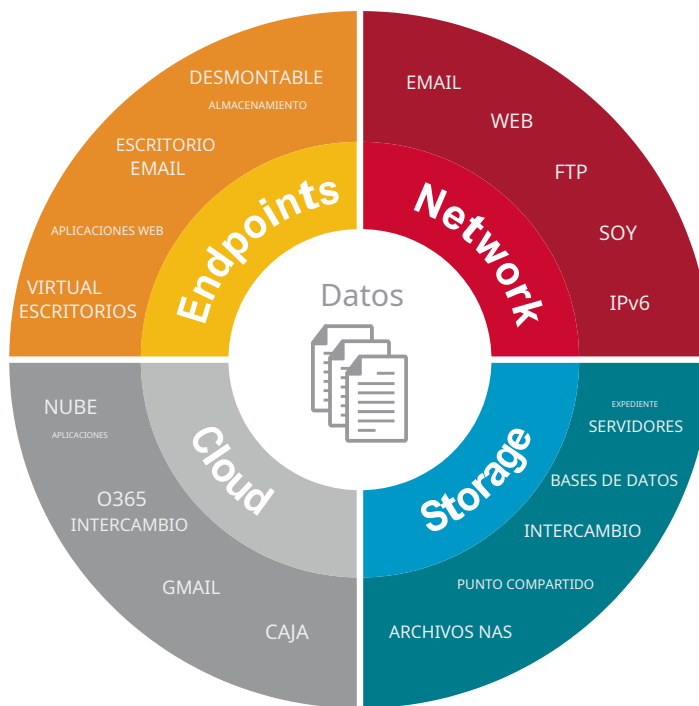 DESMONTABLE
ALMACENAMIENTO
ESCRITORIO
EMAIL
APLICACIONES WEB
VIRTUAL
ESCRITORIOS
Endpoints
EMAIL
WEB
FTP
SOY
IPv6
Network
Datos
NUBE
APLICACIONES
O365
INTERCAMBIO
GMAIL
CAJA
Cloud
EXPEDIENTE
SERVIDORES
BASES DE DATOS
INTERCAMBIO
PUNTO COMPARTIDO
ARCHIVOS NAS
Storage